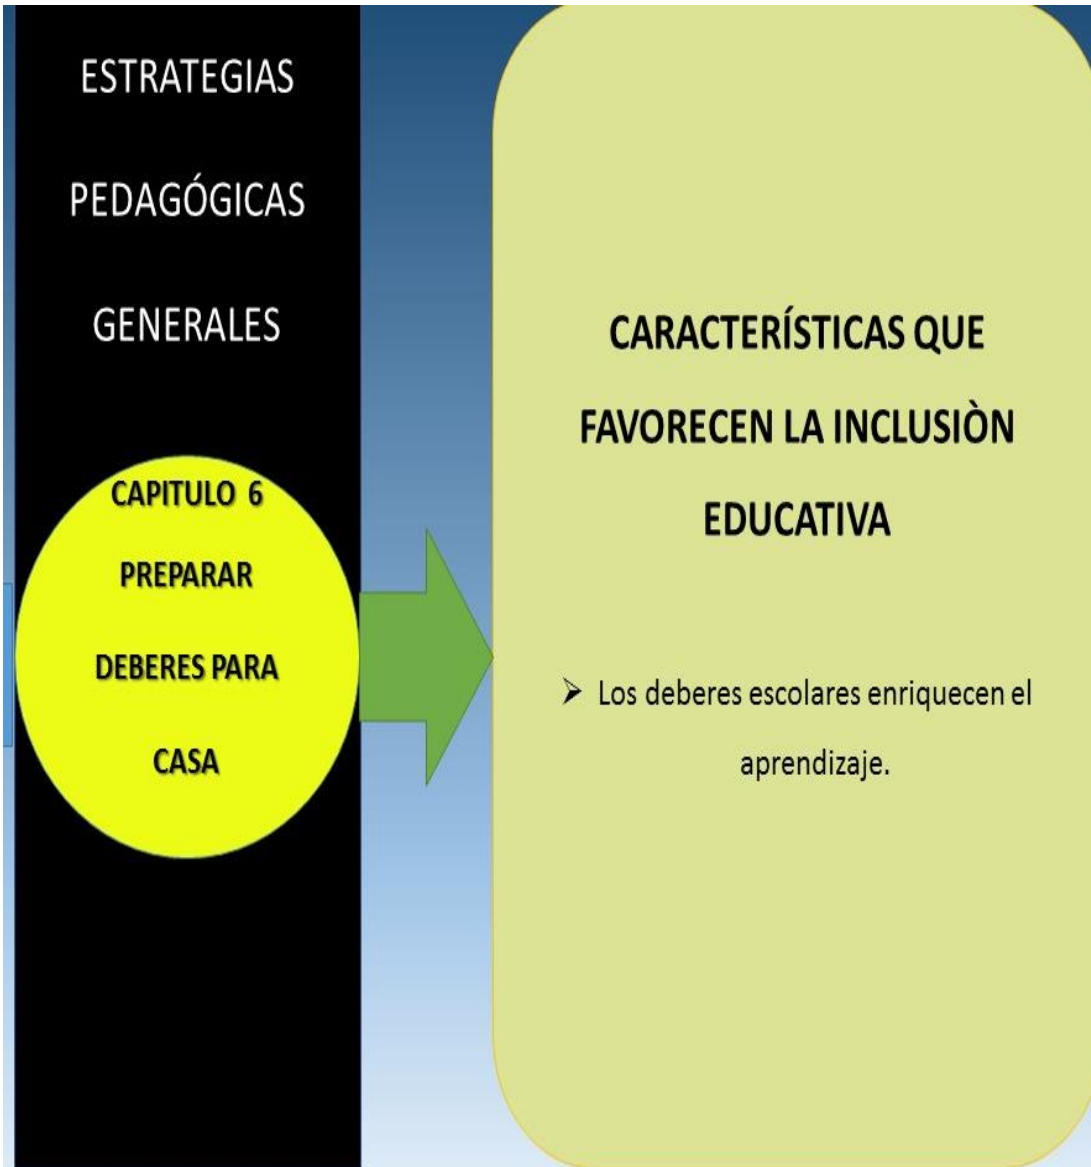 ESTRATEGIAS
PEDAGÓGICAS
GENERALES
CAPITULO 6
PREPARAR
DEBERES PARA
CASA
CARACTERÍSTICAS QUE
FAVORECEN LA INCLUSIÒN
EDUCATIVA
➢ Los deberes escolares enriquecen el
aprendizaje.